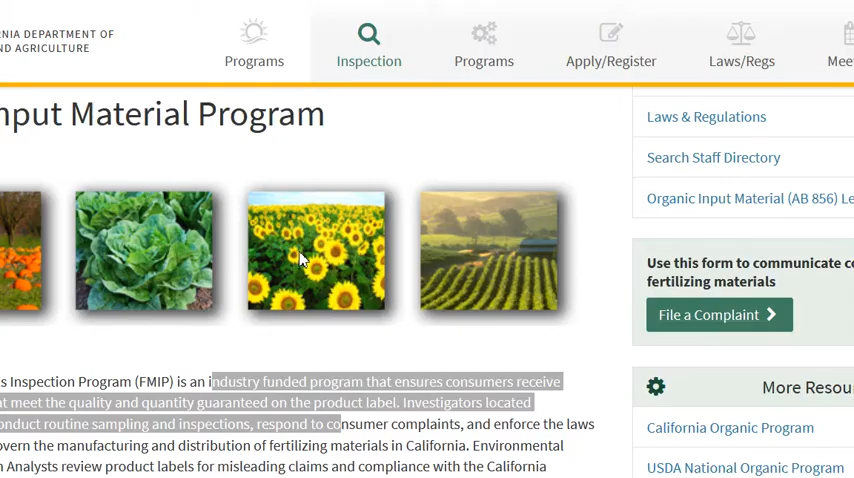 RNIA DEPARTMENT OF
ND AGRICULTURE
Programs
Inspection
Programs
Apply/Register
Laws/Regs
Mee
nput Material Program
Laws & Regulations
Search Staff Directory
Organic Input Material (AB 856) Le
Use this form to communicate co
fertilizing materials
File a Complaint
s Inspection Program (FMIP) is an industry funded program that ensures consumers receive
at meet the quality and quantity guaranteed on the product label. Investigators located
onduct routine sampling and inspections, respond to consumer complaints, and enforce the laws
overn the manufacturing and distribution of fertilizing materials in California. Environmental
n Analysts review product labels for misleading claims and compliance with the California
More Resou
California Organic Program
USDA National Organic Program